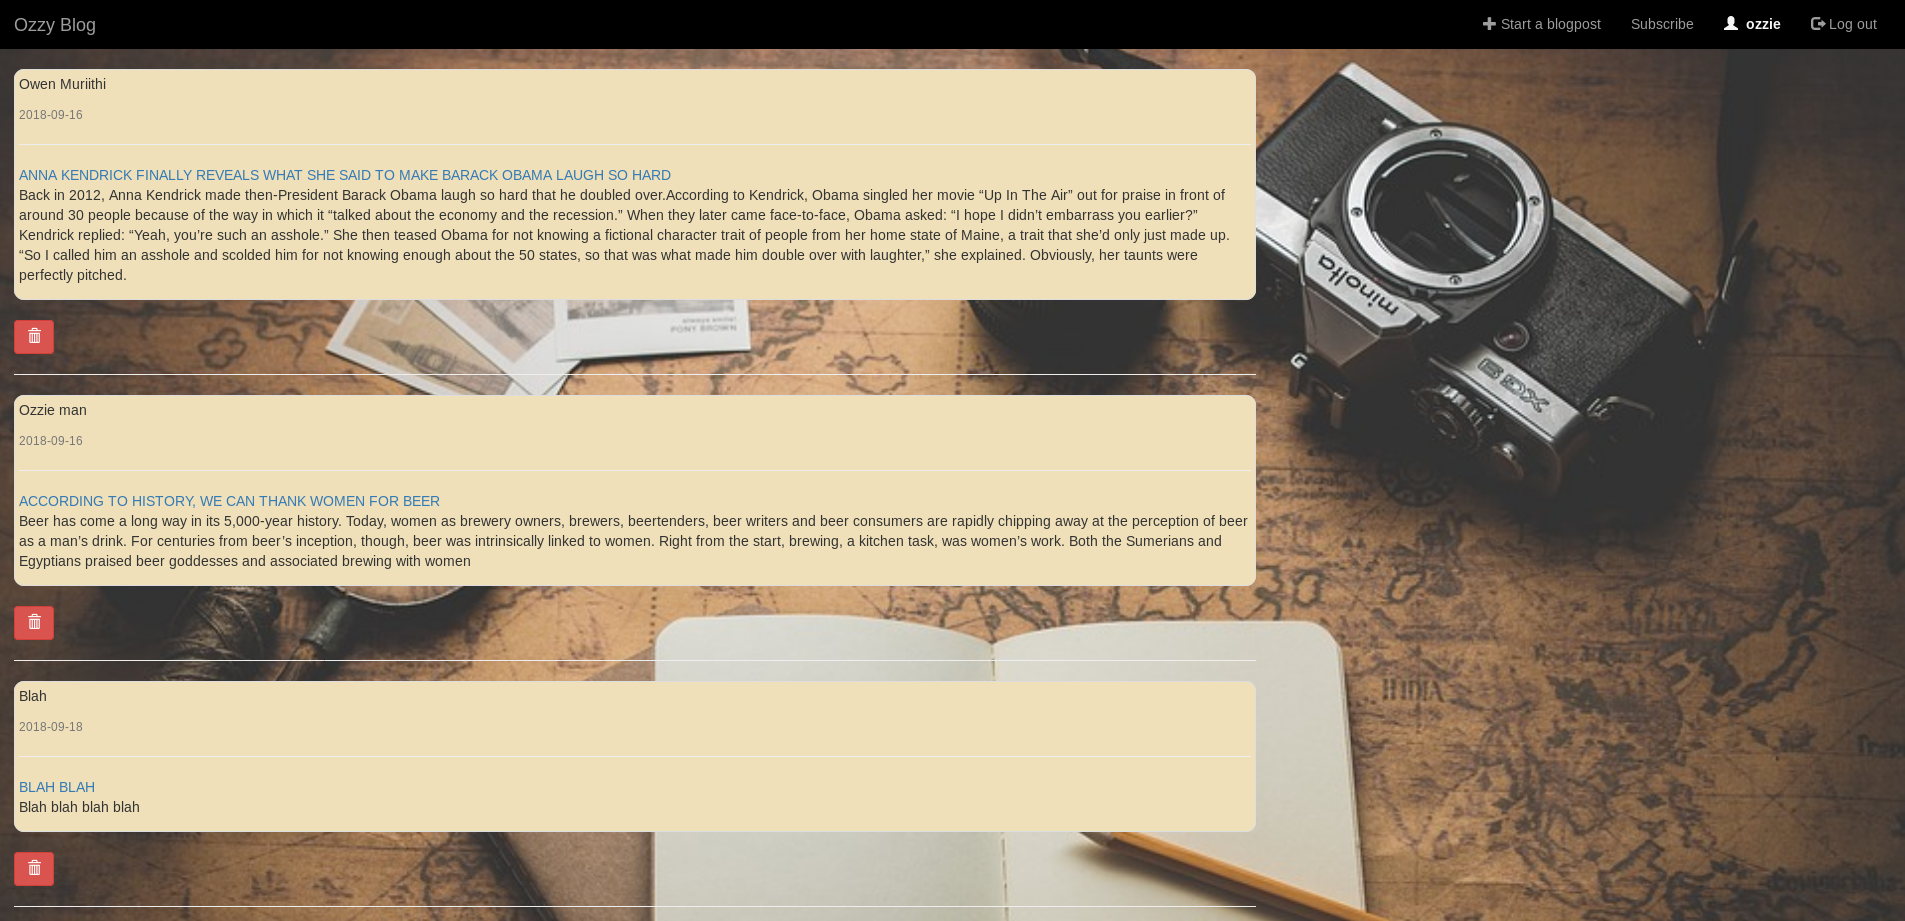 Ozzy Blog
Start a blogpost
Subscribe
ozzie
Log out
Owen Muriithi
2018-09-16
ANNA KENDRICK FINALLY REVEALS WHAT SHE SAID TO MAKE BARACK OBAMA LAUGH SO HARD
Back in 2012, Anna Kendrick made then-President Barack Obama laugh so hard that he doubled over.According to Kendrick, Obama singled her movie “Up In The Air” out for praise in front of
around 30 people because of the way in which it “talked about the economy and the recession.” When they later came face-to-face, Obama asked: “I hope I didn’t embarrass you earlier?”
Kendrick replied: “Yeah, you’re such an asshole.” She then teased Obama for not knowing a fictional character trait of people from her home state of Maine, a trait that she’d only just made up.
“So I called him an asshole and scolded him for not knowing enough about the 50 states, so that was what made him double over with laughter,” she explained. Obviously, her taunts were
perfectly pitched.
minolta
always smile!
PONY BROWN
Ozzie man
2018-09-16
ACCORDING TO HISTORY, WE CAN THANK WOMEN FOR BEER
Beer has come a long way in its 5,000-year history. Today, women as brewery owners, brewers, beertenders, beer writers and beer consumers are rapidly chipping away at the perception of beer
as a man’s drink. For centuries from beer’s inception, though, beer was intrinsically linked to women. Right from the start, brewing, a kitchen task, was women’s work. Both the Sumerians and
Egyptians praised beer goddesses and associated brewing with women
INDIA
Blah
2018-09-18
BLAH BLAH
Blah blah blah blah